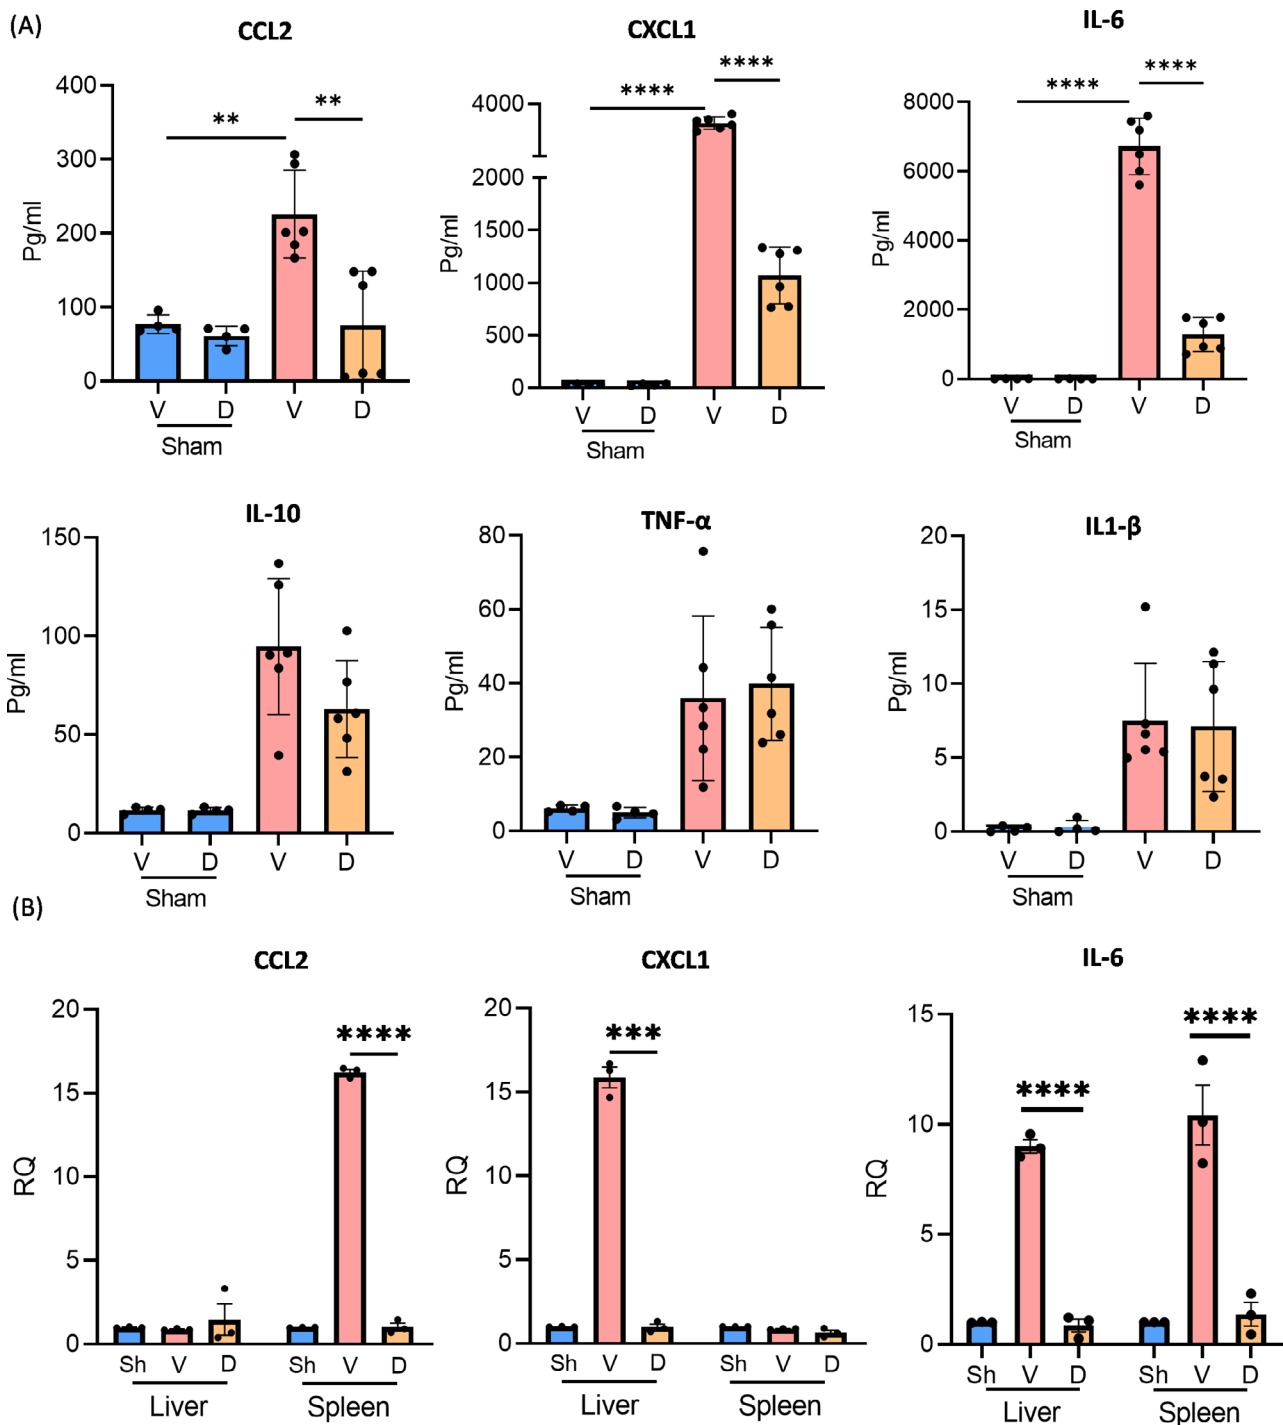 (A)
CCL2
CXCL1
IL-6
400
300
200
100
0
Pg/ml
**
**
V
D
V
D
Sham
4000
2000
1500
1000
500
0
Pg/ml
****
****
V
D
V
D
Sham
8000
6000
4000
2000
0
Pg/ml
****
****
V
D
V
D
Sham
IL-10
TNF-α
IL1-β
150
100
50
0
Pg/ml
V
D
V
D
Sham
80
60
40
20
0
Pg/ml
V
D
V
D
Sham
20
15
10
5
0
Pg/ml
V
D
V
D
Sham
(B)
CCL2
CXCL1
IL-6
20
15
10
5
0
RQ
****
Sh V D
Sh V D
Liver
Spleen
20
15
10
5
0
RQ
***
Sh V D
Sh V D
Liver
Spleen
15
10
5
0
RQ
****
****
Sh V D
Sh V D
Liver
Spleen